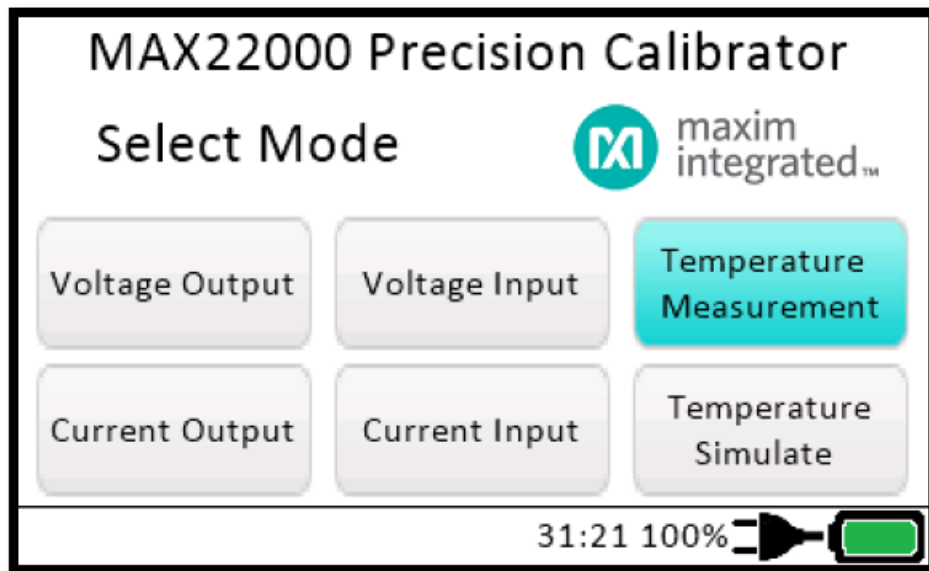 MAX22000 Precision Calibrator
Select Mode
maxim
integrated™
Voltage Output
Voltage Input
Temperature
Measurement
Current Output
Current Input
Temperature
Simulate
31:21 100%